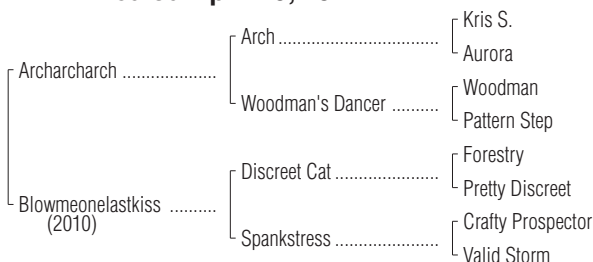 Kris S.
Arch
Aurora
Archarcharch
Woodman
Woodman's Dancer
Pattern Step
Forestry
Discreet Cat
Pretty Discreet
Blowmeonelastkiss
(2010)
Crafty Prospector
Spankstress
Valid Storm